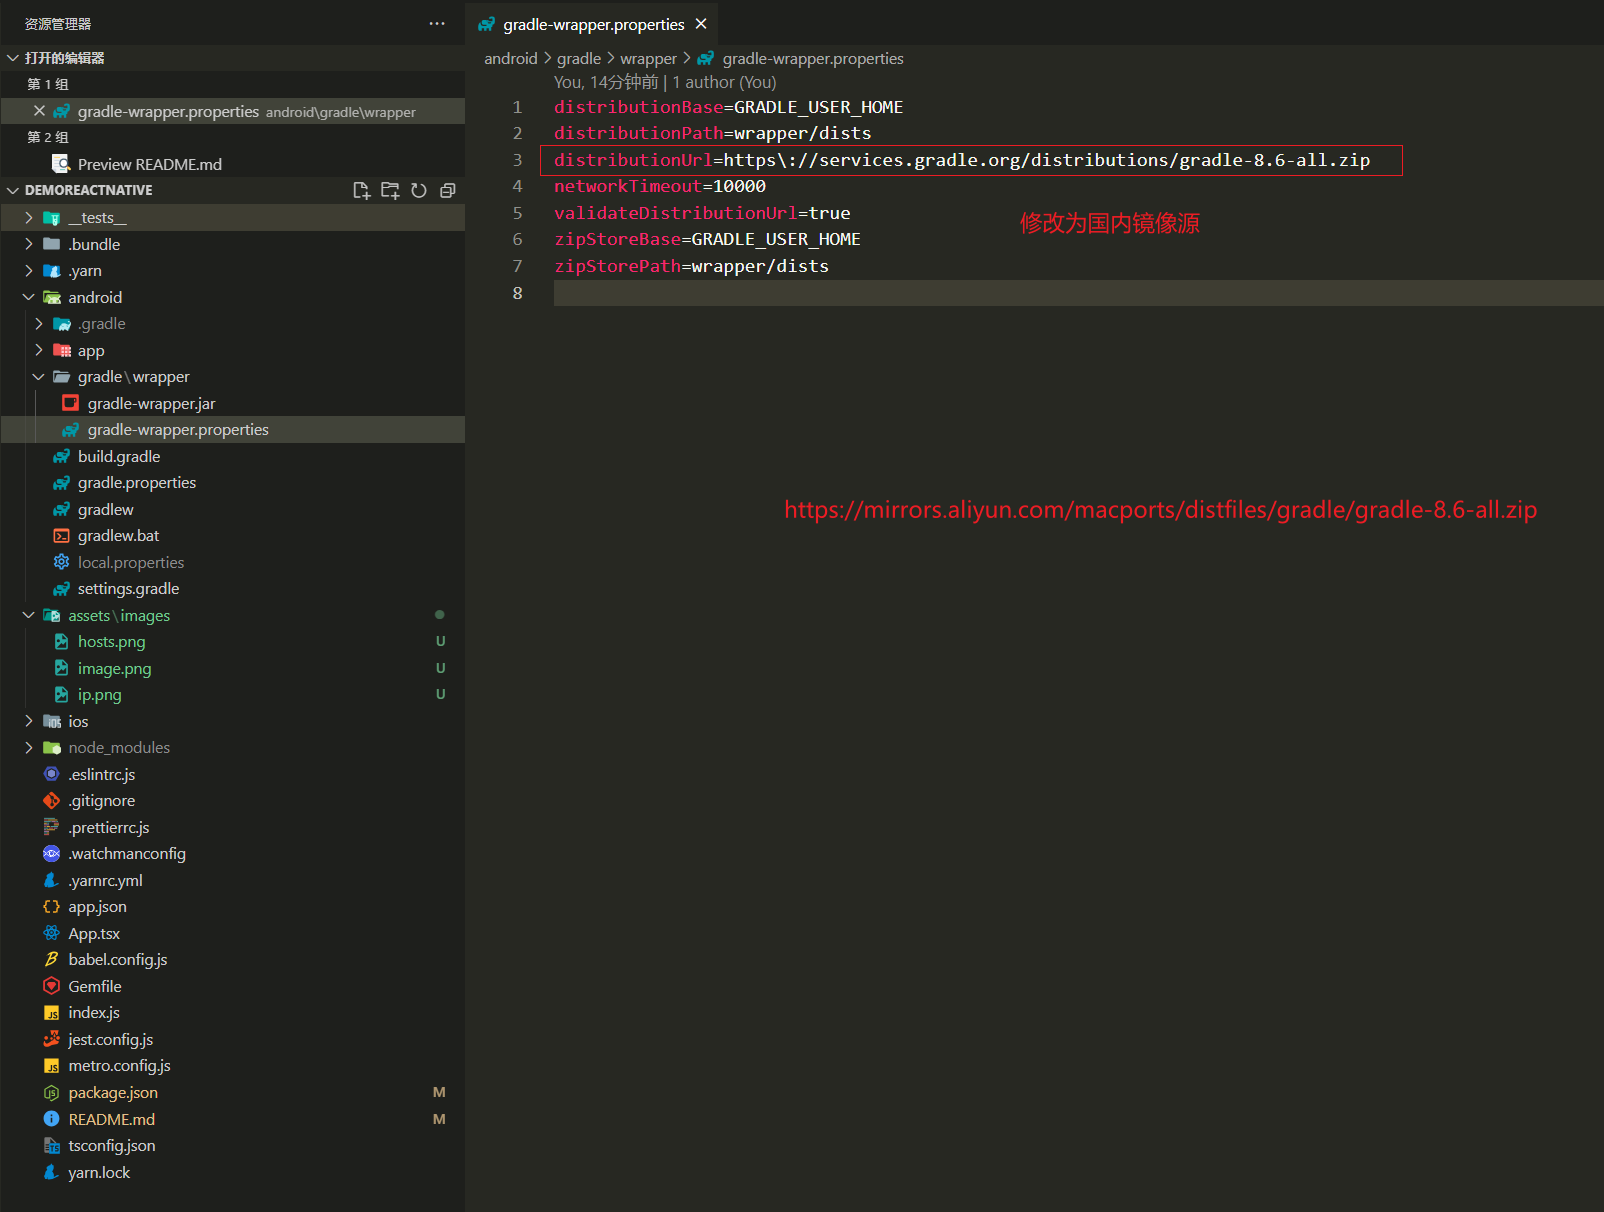 资源管理器
打开的编辑器
第 1 组
gradle-wrapper.properties android\gradle\wrapper
第 2 组
Preview README.md
DEMOREACTNATIVE
__tests__
.bundle
.yarn
android
.gradle
app
gradle\wrapper
gradle-wrapper.jar
gradle-wrapper.properties
build.gradle
gradle.properties
gradlew
gradlew.bat
local.properties
settings.gradle
assets\images
hosts.png U
image.png U
ip.png U
ios
node_modules
.eslintrc.js
.gitignore
.prettierrc.js
.watchmanconfig
.yarnrc.yml
app.json
App.tsx
babel.config.js
Gemfile
index.js
jest.config.js
metro.config.js
package.json M
README.md M
tsconfig.json
yarn.lock
gradle-wrapper.properties
android > gradle > wrapper > gradle-wrapper.properties
You, 14分钟前 | 1 author (You)
1 distributionBase=GRADLE_USER_HOME
2 distributionPath=wrapper/dists
3 distributionUrl=https\://services.gradle.org/distributions/gradle-8.6-all.zip
4 networkTimeout=10000
5 validateDistributionUrl=true
修改为国内镜像源
6 zipStoreBase=GRADLE_USER_HOME
7 zipStorePath=wrapper/dists
8
https://mirrors.aliyun.com/macports/distfiles/gradle/gradle-8.6-all.zip